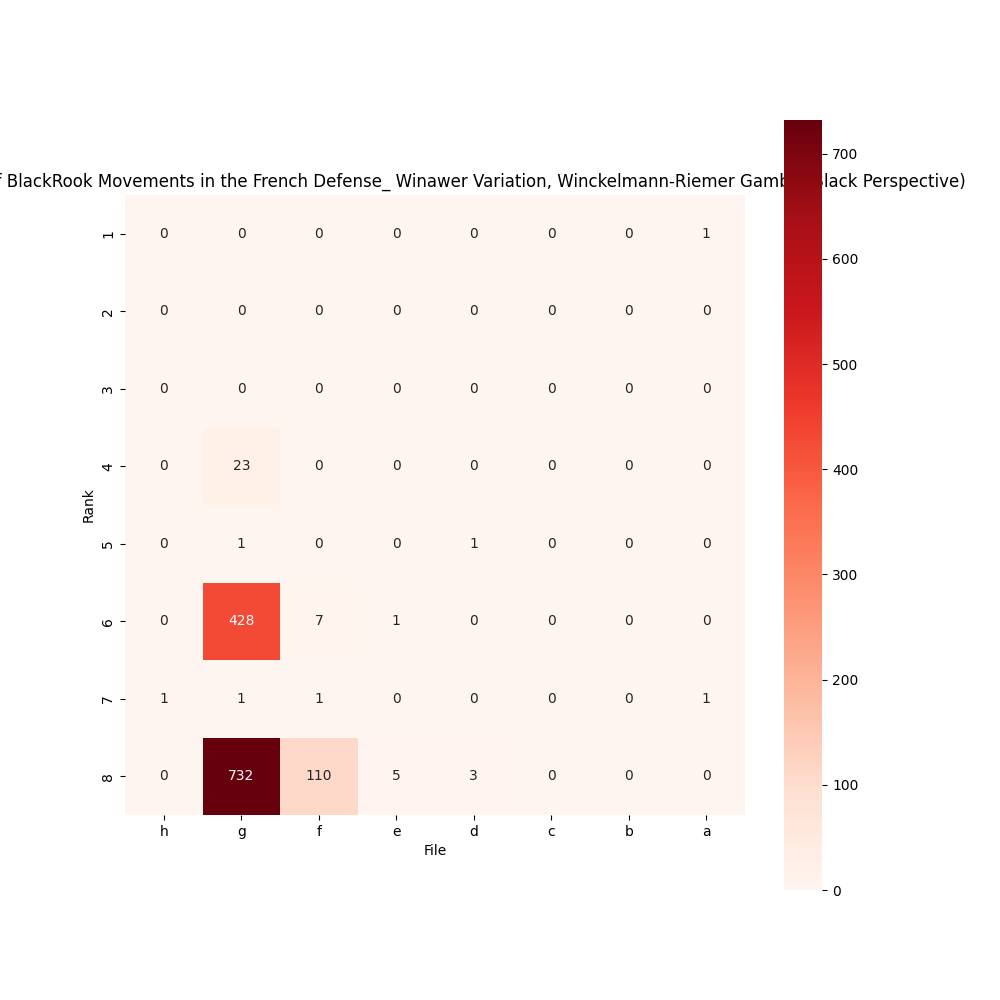 BlackRook Movements in the French Defense_ Winawer Variation, Winckelmann-Riemer Perspective)
700
1 0 0 0 0 0 0 0 1
600
2 0 0 0 0 0 0 0 0
3 0 0 0 0 0 0 0 0
500
4 0 23 0 0 0 0 0 0
400
Rank
5 0 1 0 0 1 0 0 0
300
6 0 428 7 1 0 0 0 0
200
7 1 1 1 0 0 0 0 1
100
8 0 732 110 5 3 0 0 0
h g f e d c b a
File
0